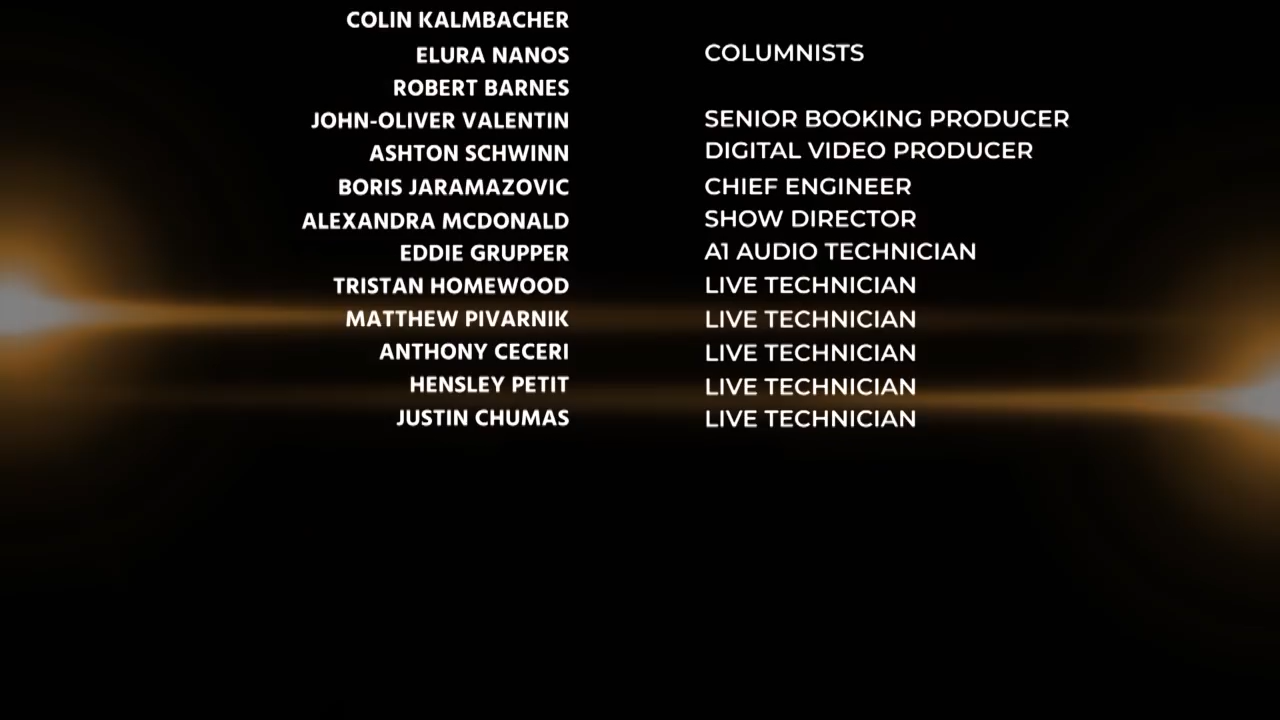 COLIN KALMBACHER
ELURA NANOS COLUMNISTS
ROBERT BARNES
JOHN-OLIVER VALENTIN SENIOR BOOKING PRODUCER
ASHTON SCHWINN DIGITAL VIDEO PRODUCER
BORIS JARAMAZOVIC CHIEF ENGINEER
ALEXANDRA MCDONALD SHOW DIRECTOR
EDDIE GRUPPER A1 AUDIO TECHNICIAN
TRISTAN HOMEWOOD LIVE TECHNICIAN
MATTHEW PIVARNIK LIVE TECHNICIAN
ANTHONY CECERI LIVE TECHNICIAN
HENSLEY PETIT LIVE TECHNICIAN
JUSTIN CHUMAS LIVE TECHNICIAN